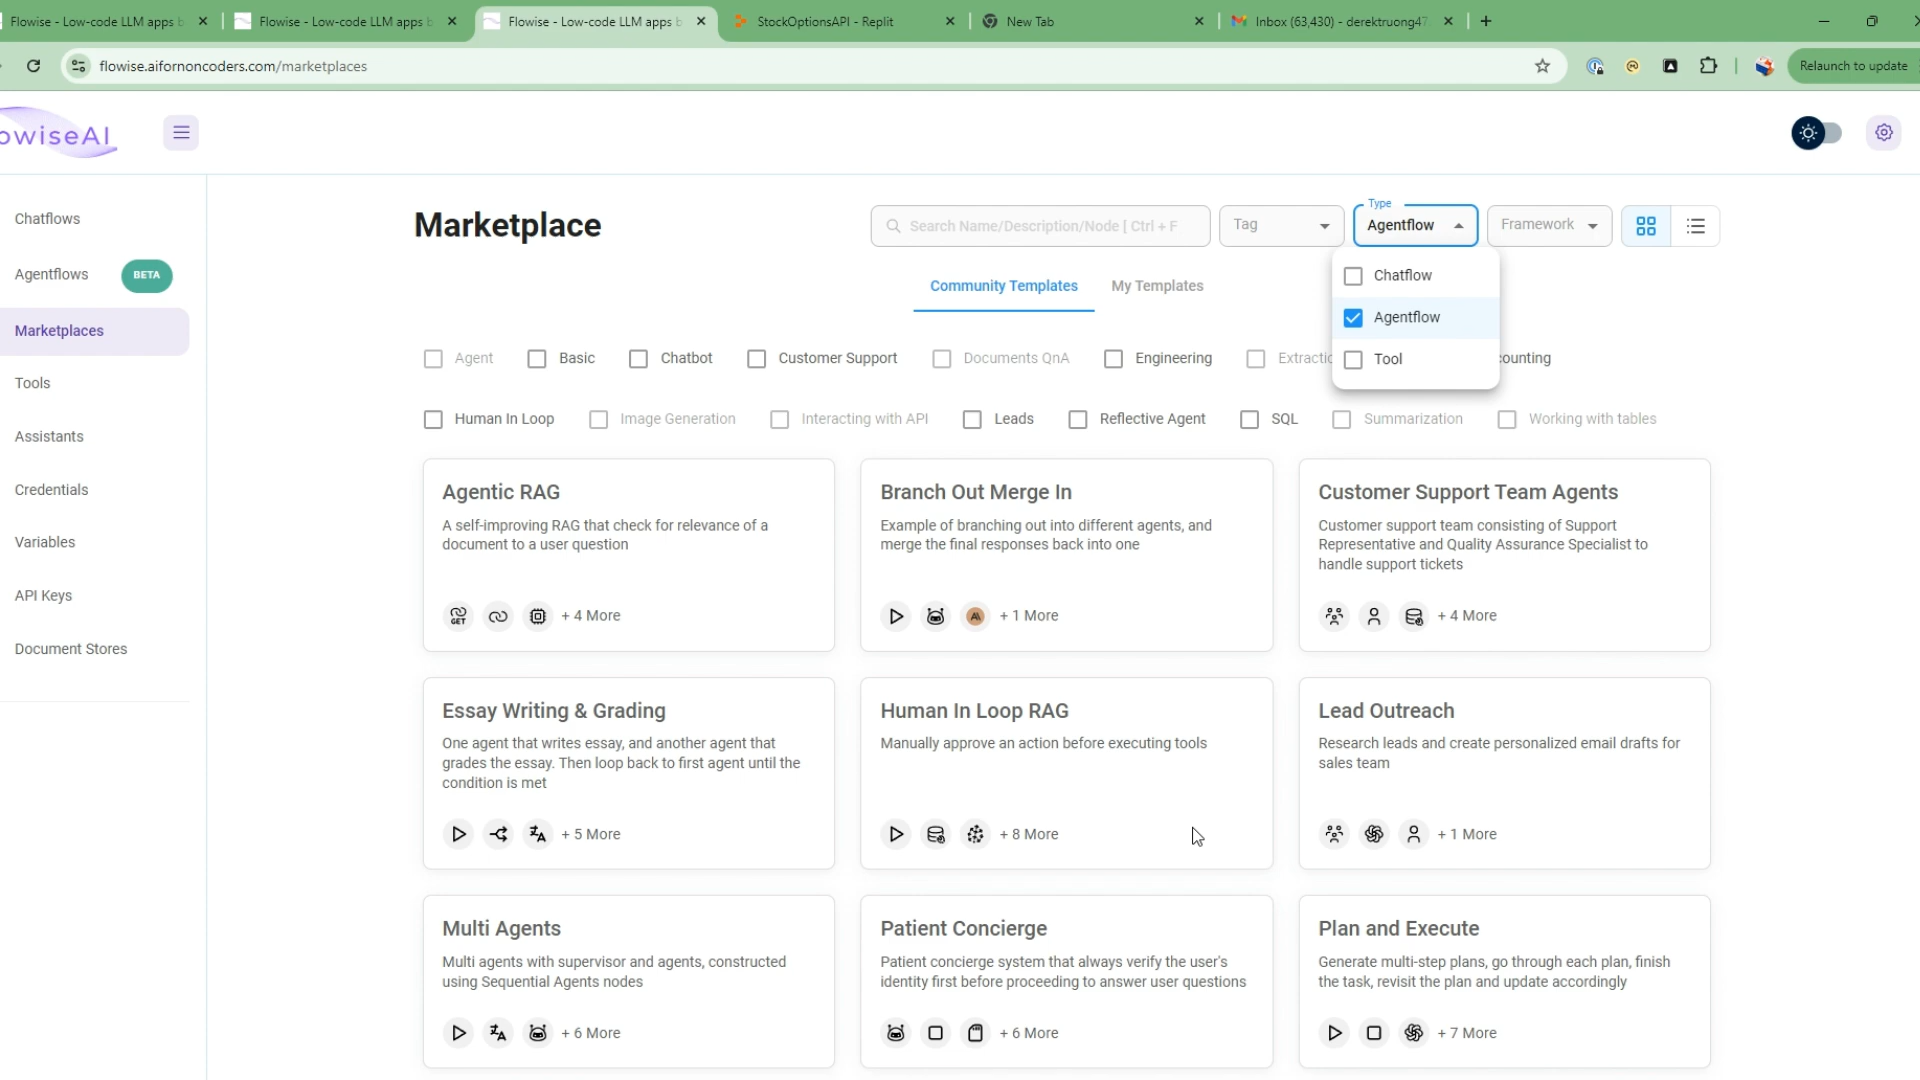 Flowise - Low-code LLM apps b
Flowise - Low-code LLM apps b
Flowise - Low-code LLM apps b
StockOptionsAPI - Replit
New Tab
Inbox (63,430) - derektruong47
flowise.aifornoncoders.com/marketplaces
Relaunch to update
owiseAI
Chatflows
Agentflows
BETA
Marketplaces
Tools
Assistants
Credentials
Variables
API Keys
Document Stores
Marketplace
Search Name/Description/Node [ Ctrl + F
Tag
Type
Agentflow
Framework
Chatflow
Agentflow
Tool
Community Templates
My Templates
Agent
Basic
Chatbot
Customer Support
Documents QnA
Engineering
Extractio
counting
Human In Loop
Image Generation
Interacting with API
Leads
Reflective Agent
SQL
Summarization
Working with tables
Agentic RAG
A self-improving RAG that check for relevance of a
document to a user question
GET
+ 4 More
Branch Out Merge In
Example of branching out into different agents, and
merge the final responses back into one
+ 1 More
Customer Support Team Agents
Customer support team consisting of Support
Representative and Quality Assurance Specialist to
handle support tickets
+ 4 More
Essay Writing & Grading
One agent that writes essay, and another agent that
grades the essay. Then loop back to first agent until the
condition is met
+ 5 More
Human In Loop RAG
Manually approve an action before executing tools
+ 8 More
Lead Outreach
Research leads and create personalized email drafts for
sales team
+ 1 More
Multi Agents
Multi agents with supervisor and agents, constructed
using Sequential Agents nodes
+ 6 More
Patient Concierge
Patient concierge system that always verify the user's
identity first before proceeding to answer user questions
+ 6 More
Plan and Execute
Generate multi-step plans, go through each plan, finish
the task, revisit the plan and update accordingly
+ 7 More